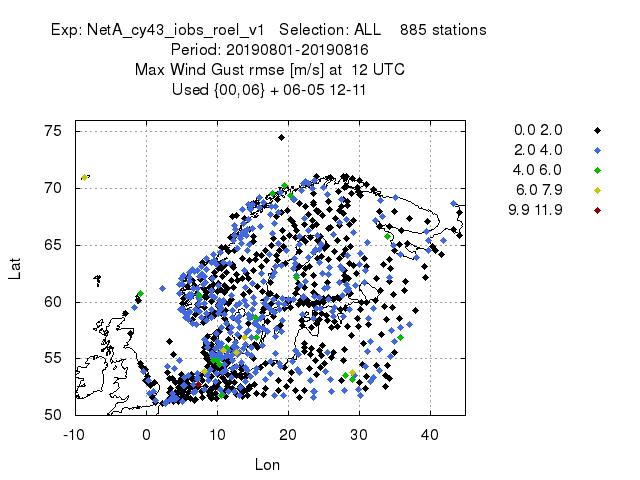 Exp: NetA_cy43_iobs_roel_v1 Selection: ALL 885 stations
Period: 20190801-20190816
Max Wind Gust rmse [m/s] at 12 UTC
Used {00,06} + 06-05 12-11
75
70
65
60
55
50
Lat
-10 0 10 20 30 40
Lon
0.0 2.0
2.0 4.0
4.0 6.0
6.0 7.9
9.9 11.9